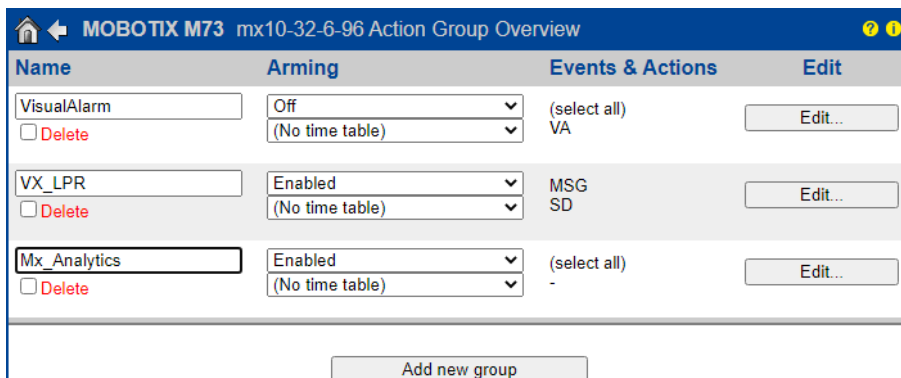 MOBOTIX M73 mx10-32-6-96 Action Group Overview ? i
Name Arming Events & Actions Edit
VisualAlarm Off (select all) Edit...
Delete (No time table) VA
VX_LPR Enabled MSG Edit...
Delete (No time table) SD
Mx_Analytics Enabled (select all) Edit...
Delete (No time table) -
Add new group